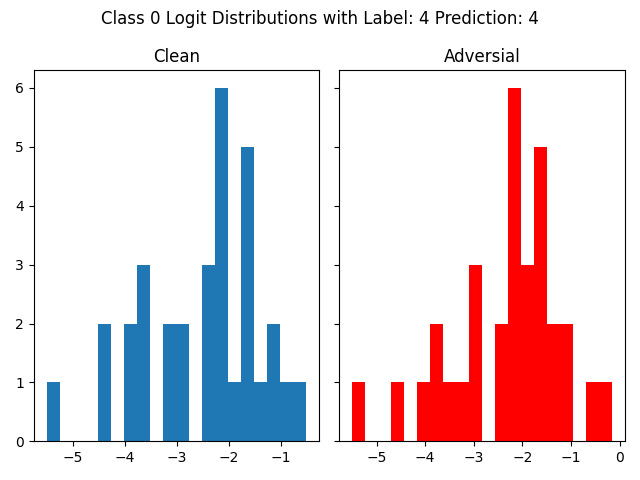 Class 0 Logit Distributions with Label: 4 Prediction: 4
Clean
Adversial
6
5
4
3
2
1
0
−5 −4 −3 −2 −1
−5 −4 −3 −2 −1 0